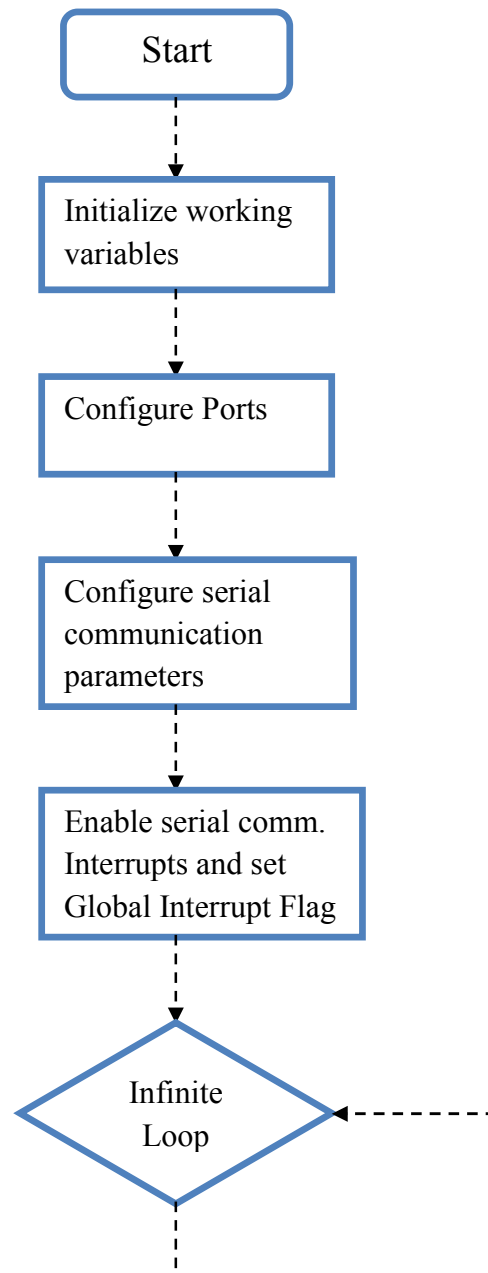 Start
Initialize working
variables
Configure Ports
Configure serial
communication
parameters
Enable serial comm.
Interrupts and set
Global Interrupt Flag
Infinite
Loop